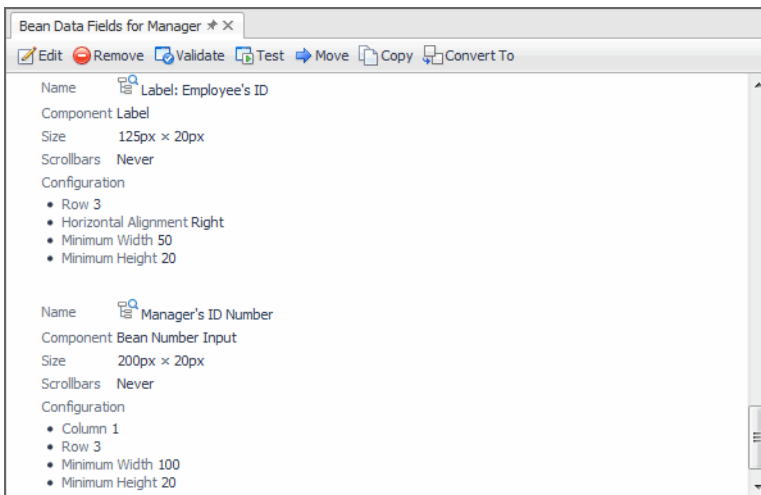 Bean Data Fields for Manager
Edit Remove Validate Test Move Copy Convert To
Name Label: Employee's ID
Component Label
Size 125px × 20px
Scrollbars Never
Configuration
• Row 3
• Horizontal Alignment Right
• Minimum Width 50
• Minimum Height 20
Name Manager's ID Number
Component Bean Number Input
Size 200px × 20px
Scrollbars Never
Configuration
• Column 1
• Row 3
• Minimum Width 100
• Minimum Height 20